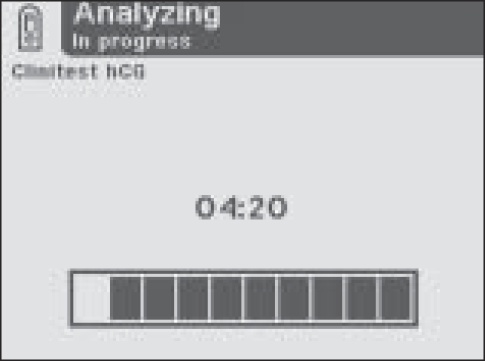 Analyzing
In progress
Clinitest hCG
04:20